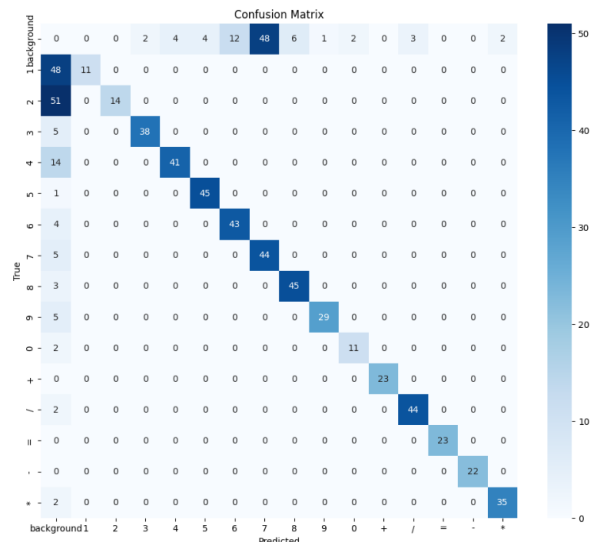 Confusion Matrix
background 0 0 0 2 4 4 12 48 6 1 2 0 3 0 0 2
1 48 11 0 0 0 0 0 0 0 0 0 0 0 0 0 0
2 51 0 14 0 0 0 0 0 0 0 0 0 0 0 0 0
3 5 0 0 38 0 0 0 0 0 0 0 0 0 0 0 0
4 14 0 0 0 41 0 0 0 0 0 0 0 0 0 0 0
5 1 0 0 0 0 45 0 0 0 0 0 0 0 0 0 0
6 4 0 0 0 0 0 43 0 0 0 0 0 0 0 0 0
7 5 0 0 0 0 0 0 44 0 0 0 0 0 0 0 0
True
8 3 0 0 0 0 0 0 0 45 0 0 0 0 0 0 0
9 5 0 0 0 0 0 0 0 0 29 0 0 0 0 0 0
0 2 0 0 0 0 0 0 0 0 0 11 0 0 0 0 0
+ 0 0 0 0 0 0 0 0 0 0 0 23 0 0 0 0
/ 2 0 0 0 0 0 0 0 0 0 0 0 44 0 0 0
= 0 0 0 0 0 0 0 0 0 0 0 0 0 23 0 0
- 0 0 0 0 0 0 0 0 0 0 0 0 0 0 22 0
* 2 0 0 0 0 0 0 0 0 0 0 0 0 0 0 35
background 1 2 3 4 5 6 7 8 9 0 + / = - *
Predicted
50
40
30
20
10
0